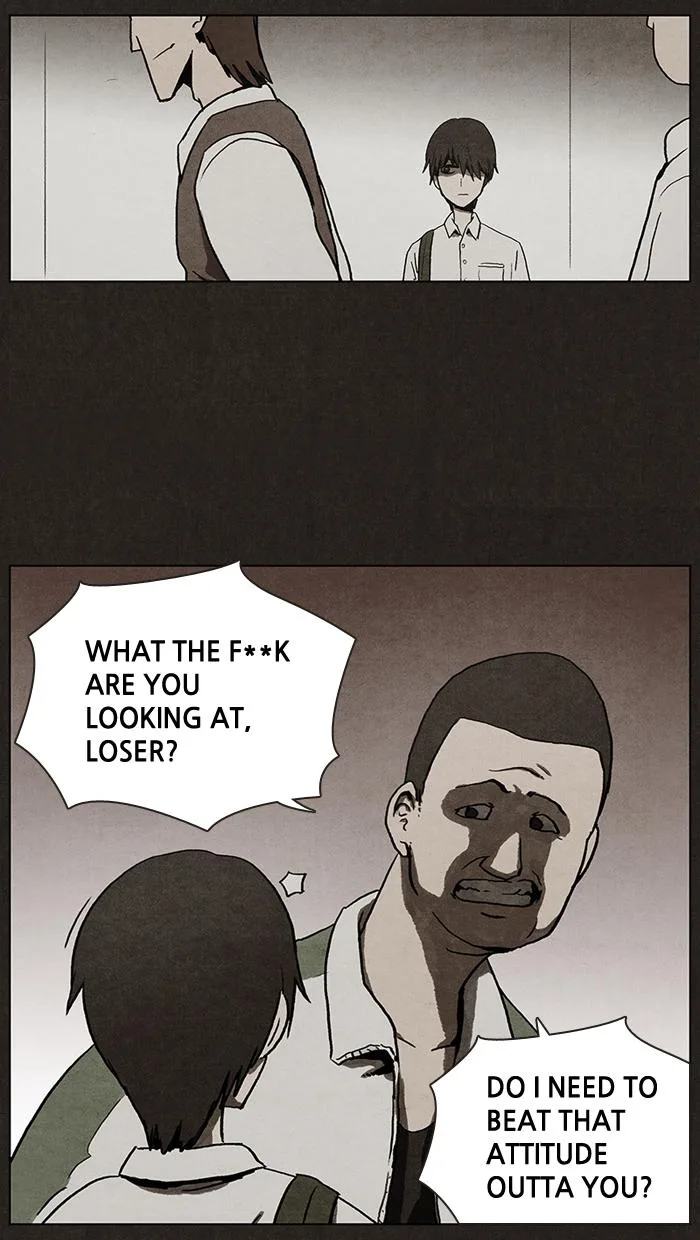 WHAT THE F**K
ARE YOU
LOOKING AT,
LOSER?
DO I NEED TO
BEAT THAT
ATTITUDE
OUTTA YOU?